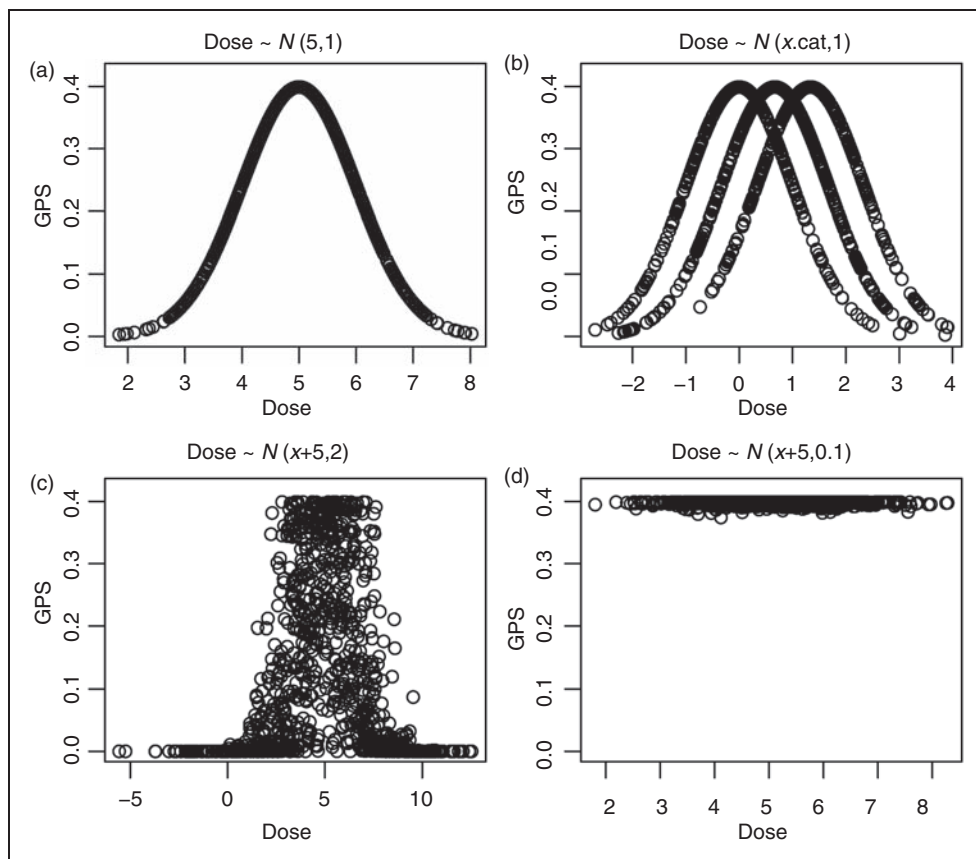 Dose ~ N (5,1)
(a)
GPS
0.4
0.3
0.2
0.1
0.0
2 3 4 5 6 7 8
Dose
Dose ~ N (x.cat,1)
(b)
GPS
0.4
0.3
0.2
0.1
0.0
−2 −1 0 1 2 3 4
Dose
Dose ~ N (x+5,2)
(c)
GPS
0.4
0.3
0.2
0.1
0.0
−5 0 5 10
Dose
Dose ~ N (x+5,0.1)
(d)
GPS
0.4
0.3
0.2
0.1
0.0
2 3 4 5 6 7 8
Dose